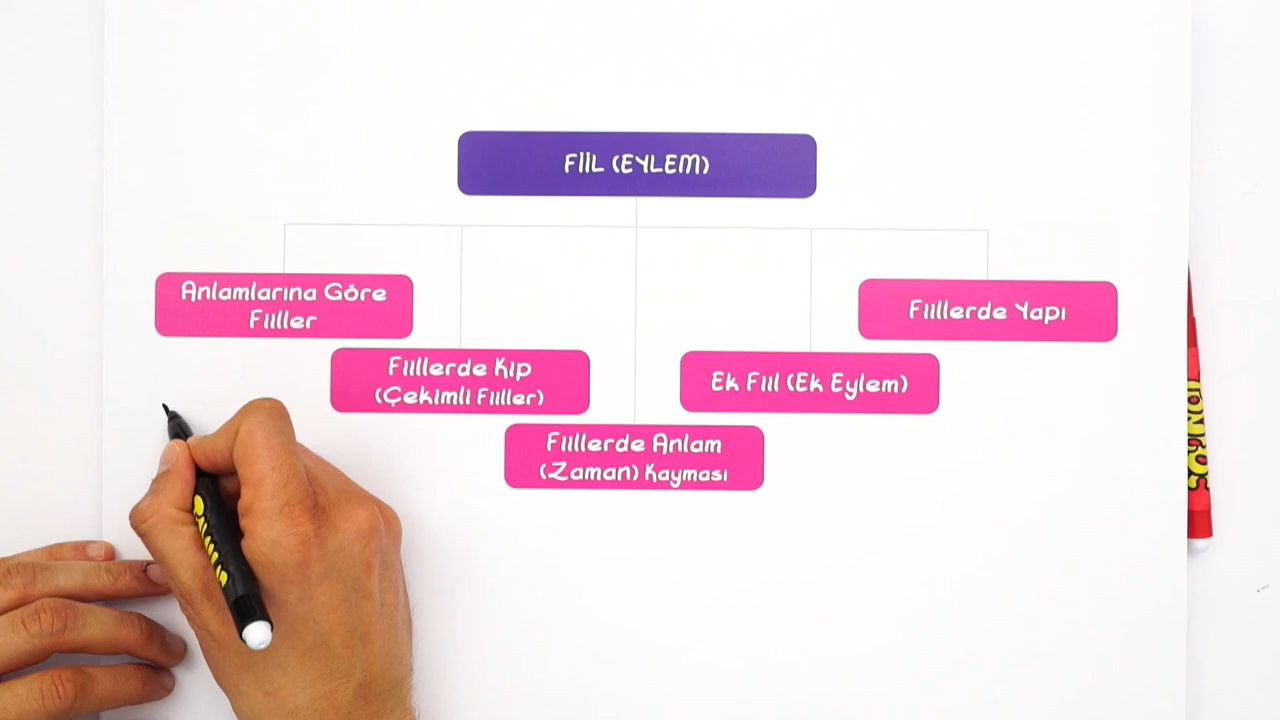 FİİL (EYLEM)
Anlamlarına Göre
Fiiller
Fiillerde Yapı
Fiillerde Kip
(Çekimli Fiiller)
Ek Fiil (Ek Eylem)
Fiillerde Anlam
(Zaman) Kayması